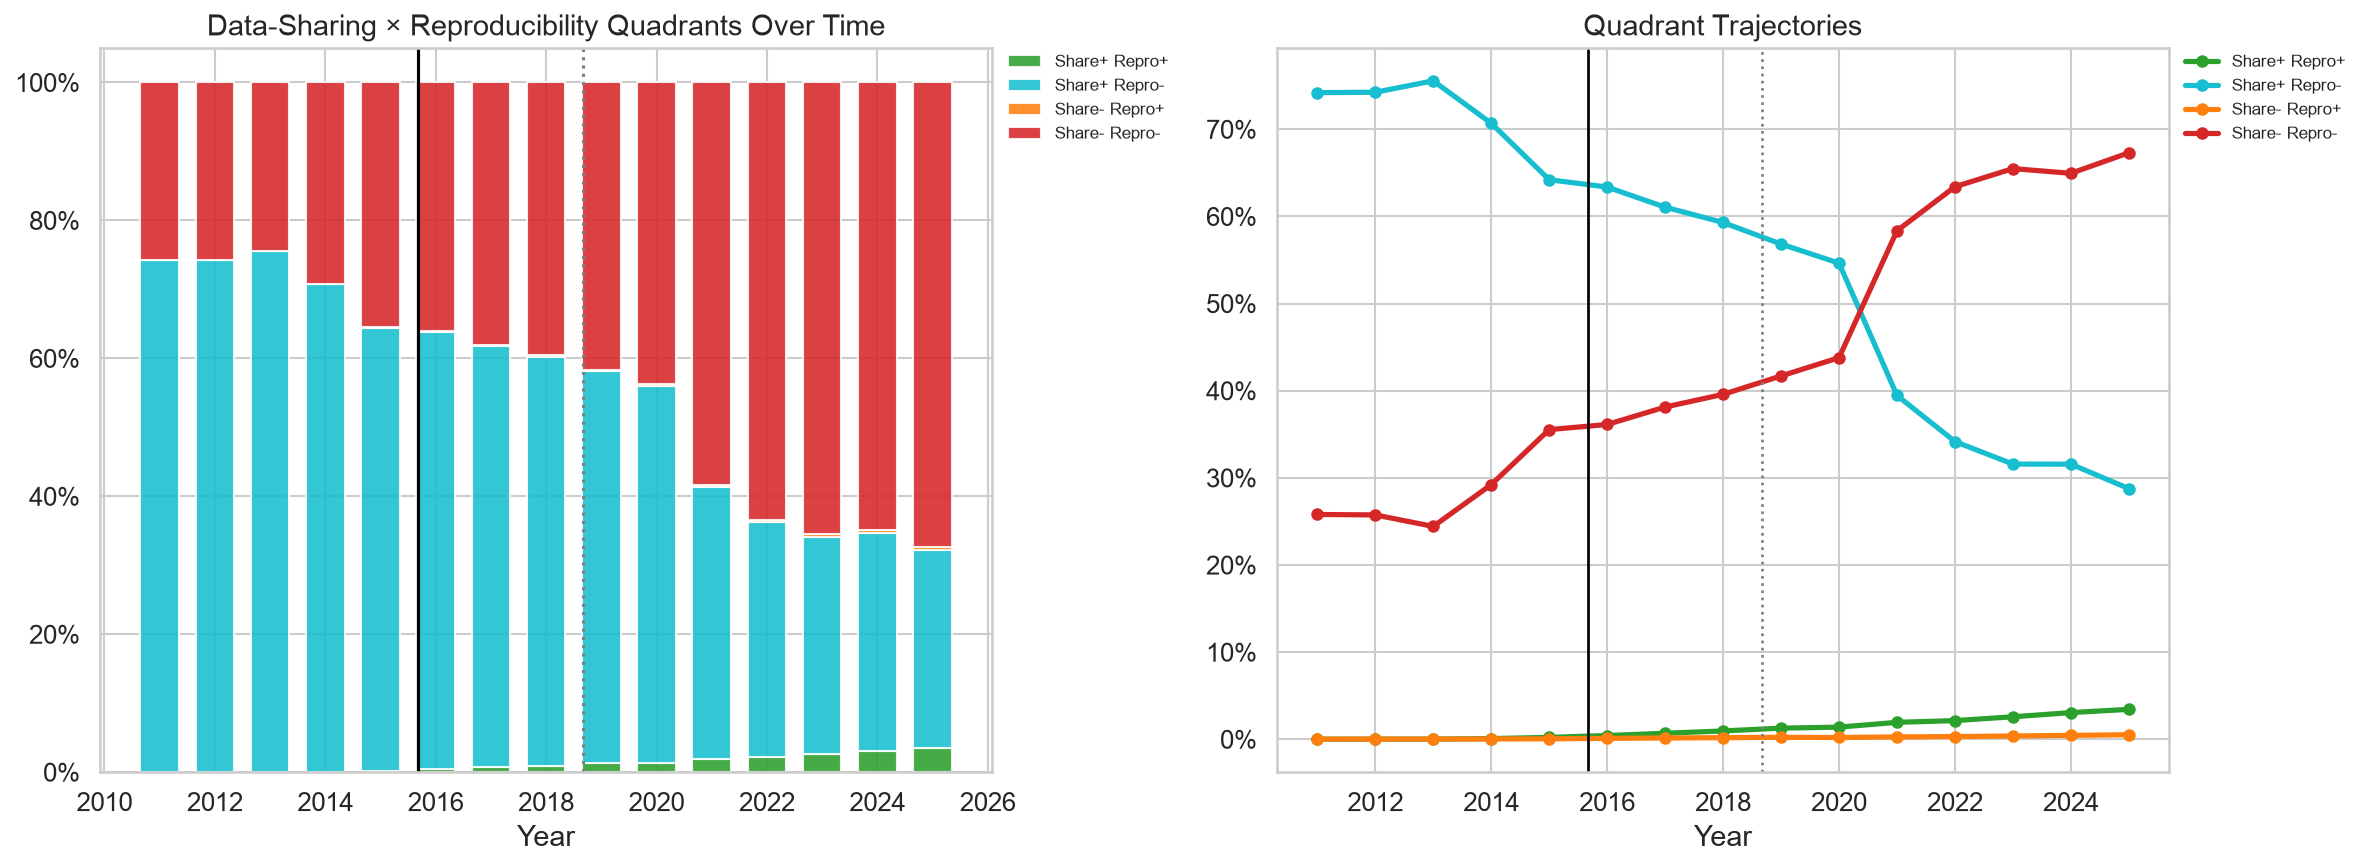 Data-Sharing × Reproducibility Quadrants Over Time
100%
80%
60%
40%
20%
0%
2010 2012 2014 2016 2018 2020 2022 2024 2026
Year
Share+ Repro+
Share+ Repro-
Share- Repro+
Share- Repro-
Quadrant Trajectories
70%
60%
50%
40%
30%
20%
10%
0%
2012 2014 2016 2018 2020 2022 2024
Year
Share+ Repro+
Share+ Repro-
Share- Repro+
Share- Repro-